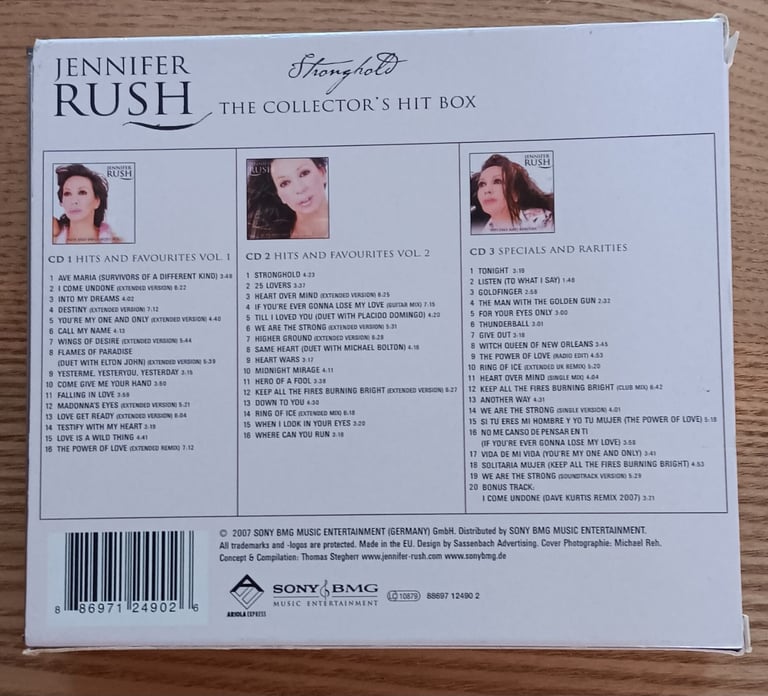 JENNIFER
RUSH
Stronghold
THE COLLECTOR'S HIT BOX
JENNIFER
RUSH
CD 1 HITS AND FAVOURITES VOL. 1
1 AVE MARIA (SURVIVORS OF A DIFFERENT KIND) 3:48
2 I COME UNDONE (EXTENDED VERSION) 6:22
3 INTO MY DREAMS 4:02
4 DESTINY (EXTENDED VERSION) 7:12
5 YOU'RE MY ONE AND ONLY (EXTENDED VERSION) 4:40
6 CALL MY NAME 4:13
7 WINGS OF DESIRE (EXTENDED VERSION) 5:44
8 FLAMES OF PARADISE
(DUET WITH ELTON JOHN) (EXTENDED VERSION) 5:39
9 YESTERME, YESTERYOU, YESTERDAY 3:15
10 COME GIVE ME YOUR HAND 3:50
11 FALLING IN LOVE 3:59
12 MADONNA'S EYES (EXTENDED VERSION) 5:21
13 LOVE GET READY (EXTENDED VERSION) 6:04
14 TESTIFY WITH MY HEART 3:19
15 LOVE IS A WILD THING 4:41
16 THE POWER OF LOVE (EXTENDED REMIX) 7:12
RUSH
CD 2 HITS AND FAVOURITES VOL. 2
1 STRONGHOLD 4:23
2 25 LOVERS 3:37
3 HEART OVER MIND (EXTENDED VERSION) 6:25
4 IF YOU'RE EVER GONNA LOSE MY LOVE (GUITAR MIX) 7:15
5 TILL I LOVED YOU (DUET WITH PLACIDO DOMINGO) 4:20
6 WE ARE THE STRONG (EXTENDED VERSION) 5:31
7 HIGHER GROUND (EXTENDED VERSION) 6:28
8 SAME HEART (DUET WITH MICHAEL BOLTON) 4:16
9 HEART WARS 3:17
10 MIDNIGHT MIRAGE 4:11
11 HERO OF A FOOL 3:38
12 KEEP ALL THE FIRES BURNING BRIGHT (EXTENDED VERSION) 6:27
13 DOWN TO YOU 4:30
14 RING OF ICE (EXTENDED MIX) 6:18
15 WHEN I LOOK IN YOUR EYES 3:20
16 WHERE CAN YOU RUN 3:18
JENNIFER
RUSH
SPECIALS AND RARITIES
CD 3 SPECIALS AND RARITIES
1 TONIGHT 3:19
2 LISTEN (TO WHAT I SAY) 1:48
3 GOLDFINGER 2:58
4 THE MAN WITH THE GOLDEN GUN 2:32
5 FOR YOUR EYES ONLY 3:00
6 THUNDERBALL 3:01
7 GIVE OUT 3:18
8 WITCH QUEEN OF NEW ORLEANS 3:45
9 THE POWER OF LOVE (RADIO EDIT) 4:53
10 RING OF ICE (EXTENDED UK REMIX) 5:20
11 HEART OVER MIND (SINGLE MIX) 4:04
12 KEEP ALL THE FIRES BURNING BRIGHT (CLUB MIX) 6:42
13 ANOTHER WAY 4:31
14 WE ARE THE STRONG (SINGLE VERSION) 4:01
15 SI TU ERES MI HOMBRE Y YO TU MUJER (THE POWER OF LOVE) 5:18
16 NO ME CANSO DE PENSAR EN TI
(IF YOU'RE EVER GONNA LOSE MY LOVE) 3:58
17 VIDA DE MI VIDA (YOU'RE MY ONE AND ONLY) 3:41
18 SOLITARIA MUJER (KEEP ALL THE FIRES BURNING BRIGHT) 4:53
19 WE ARE THE STRONG (SOUNDTRACK VERSION) 5:29
20 BONUS TRACK:
I COME UNDONE (DAVE KURTIS REMIX 2007) 3:21
8 86971 24902 6
© 2007 SONY BMG MUSIC ENTERTAINMENT (GERMANY) GmbH. Distributed by SONY BMG MUSIC ENTERTAINMENT.
All trademarks and -logos are protected. Made in the EU. Design by Sassenbach Advertising. Cover Photographie: Michael Reh.
Concept & Compilation: Thomas Stegherr www.jennifer-rush.com www.sonybmg.de
ARIOLA EXPRESS
SONY BMG
MUSIC ENTERTAINMENT
LC 10879
88697 12490 2